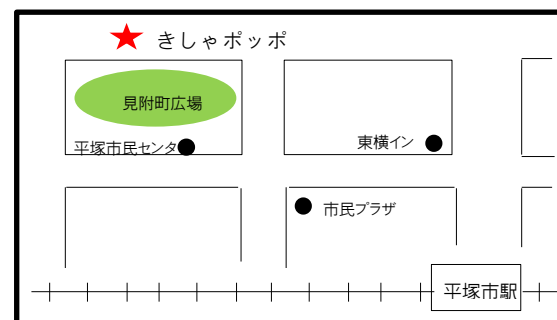 きしゃポッポ
見附町広場
平塚市民センタ
東横イン
市民プラザ
平塚市駅